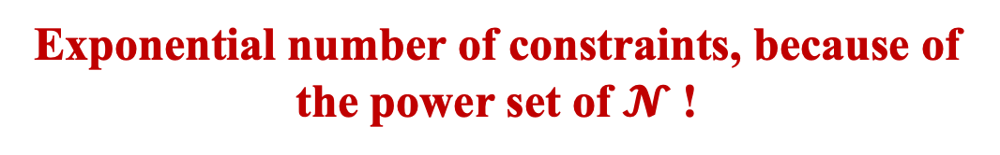 Exponential number of constraints, because of
the power set of 𝒩 !